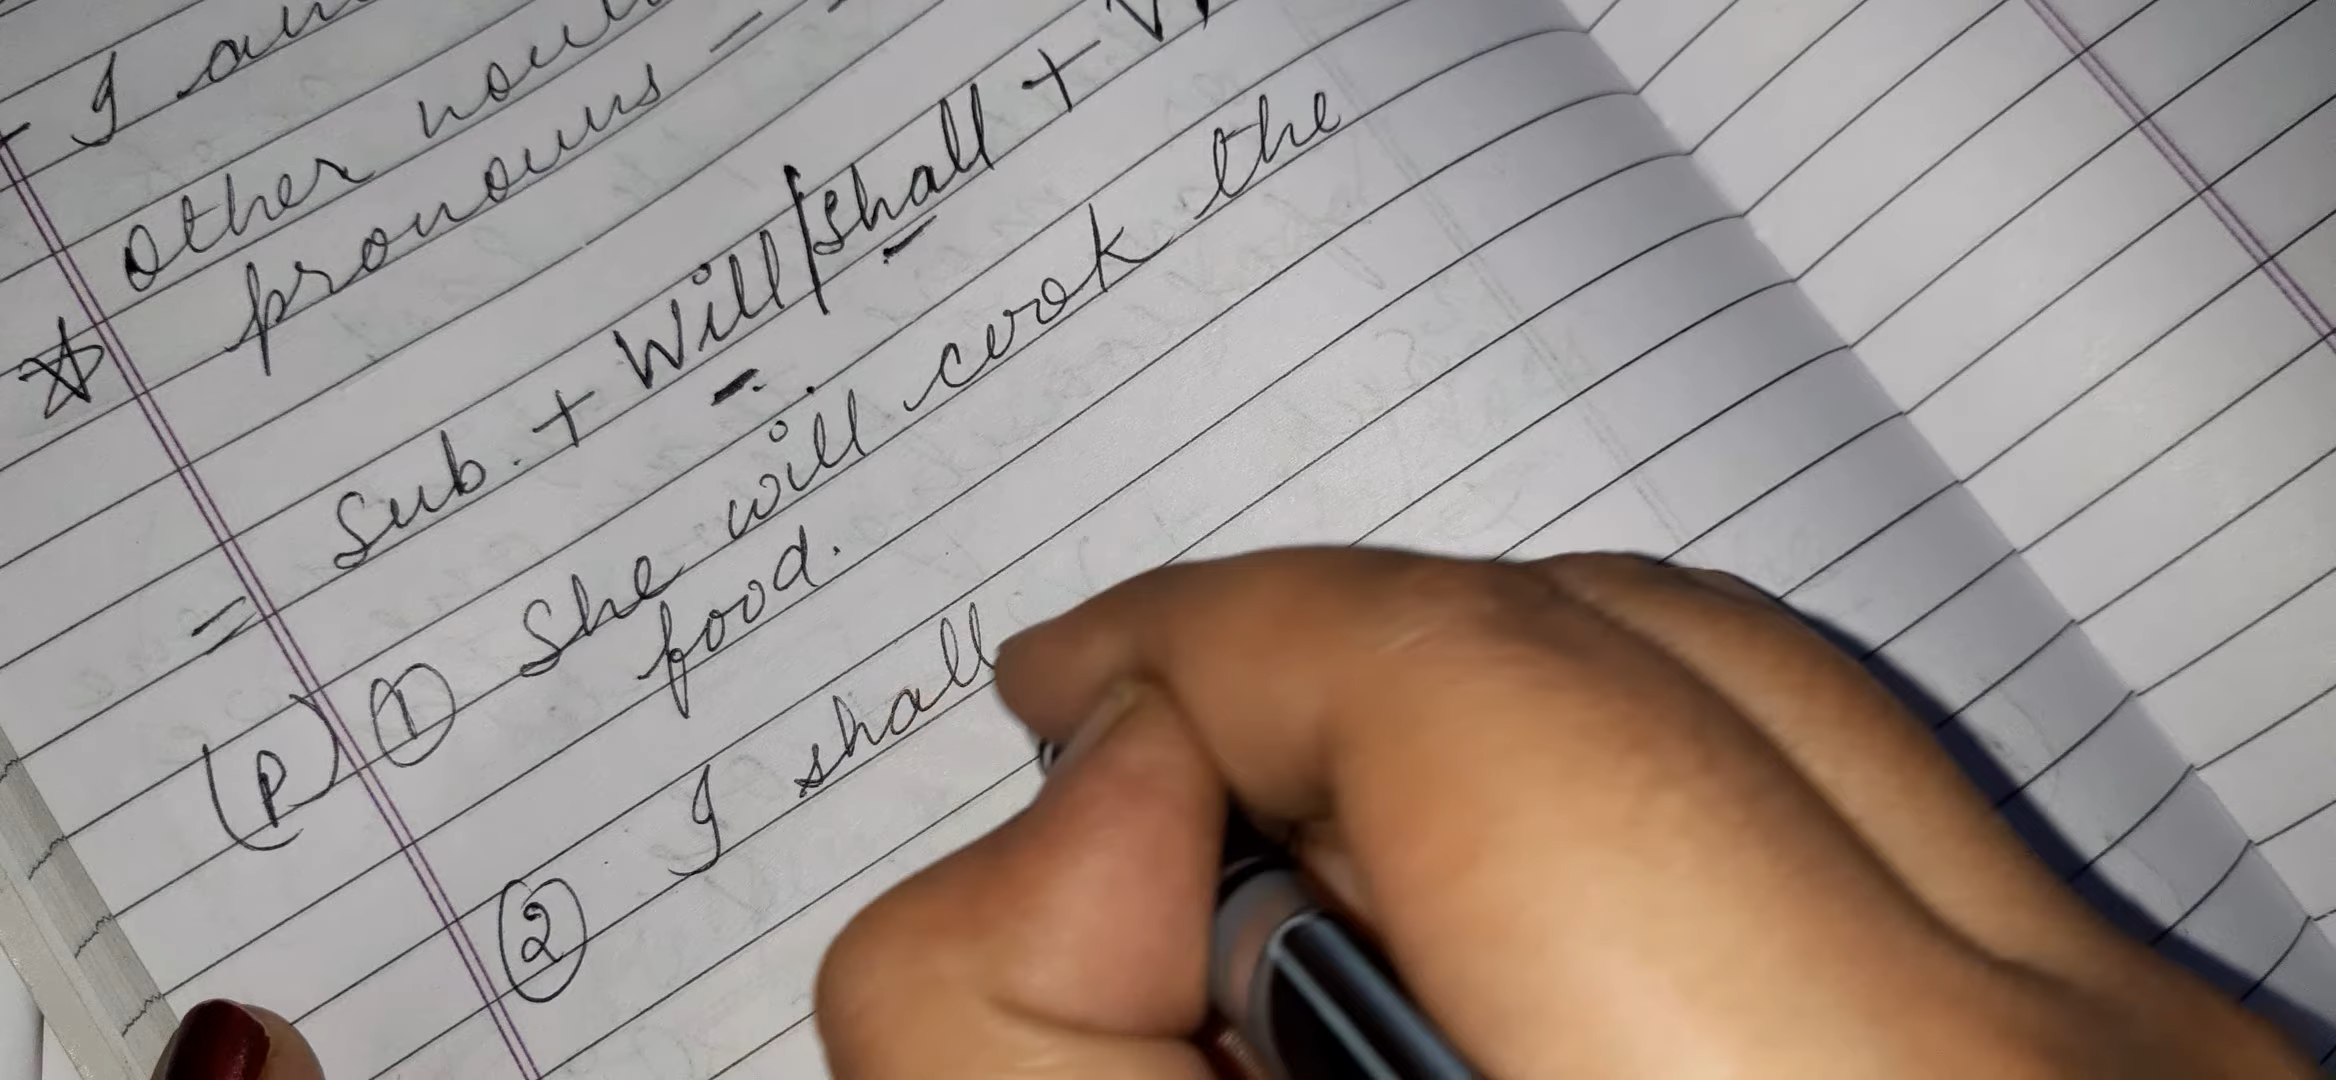 I
other
pronouns =
Sub. + Will/shall +
= (P) ① She will cook the
food.
② I shall